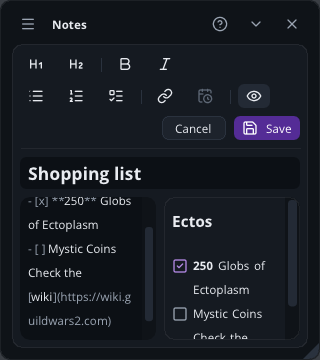 Notes
H1 H2 B I
Cancel Save
Shopping list
- [x] **250** Globs
of Ectoplasm
- [ ] Mystic Coins
Check the
[wiki](https://wiki.g
uildwars2.com)
Ectos
250 Globs of
Ectoplasm
Mystic Coins
Check the